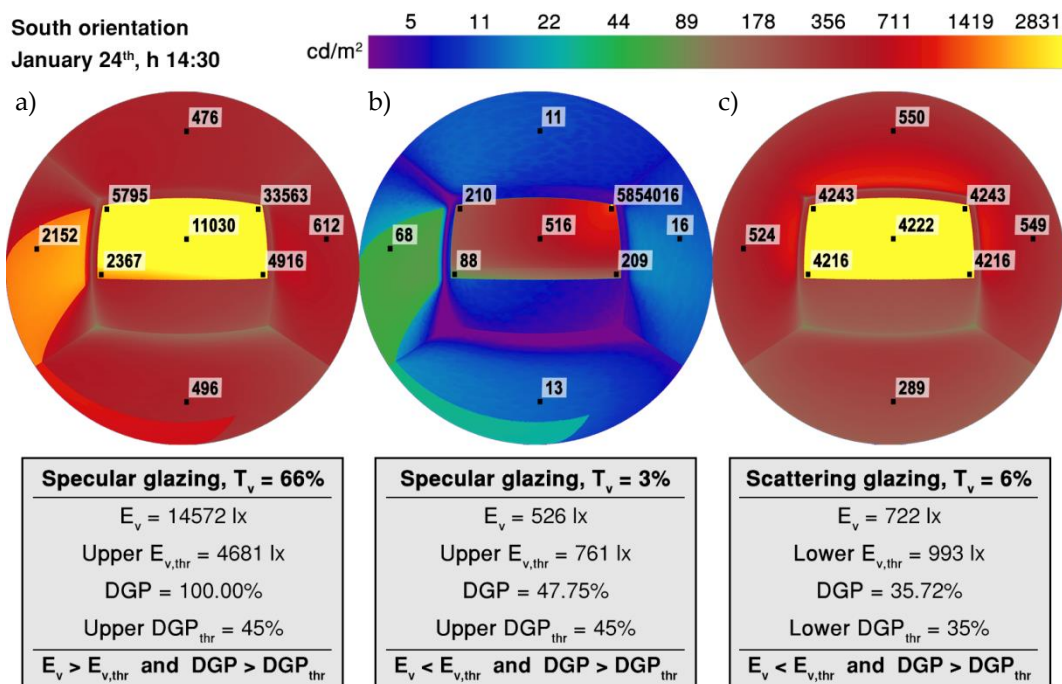 South orientation
January 24th, h 14:30
cd/m²
5 11 22 44 89 178 356 711 1419 2831
a)
476
5795
33563
11030
612
2152
2367
4916
496
b)
11
210
5854016
516
16
68
88
209
13
c)
550
4243
4243
4222
549
524
4216
4216
289
Specular glazing, Tv = 66%
Ev = 14572 lx
Upper Ev,thr = 4681 lx
DGP = 100.00%
Upper DGPthr = 45%
Ev > Ev,thr and DGP > DGPthr
Specular glazing, Tv = 3%
Ev = 526 lx
Upper Ev,thr = 761 lx
DGP = 47.75%
Upper DGPthr = 45%
Ev < Ev,thr and DGP > DGPthr
Scattering glazing, Tv = 6%
Ev = 722 lx
Lower Ev,thr = 993 lx
DGP = 35.72%
Lower DGPthr = 35%
Ev < Ev,thr and DGP > DGPthr